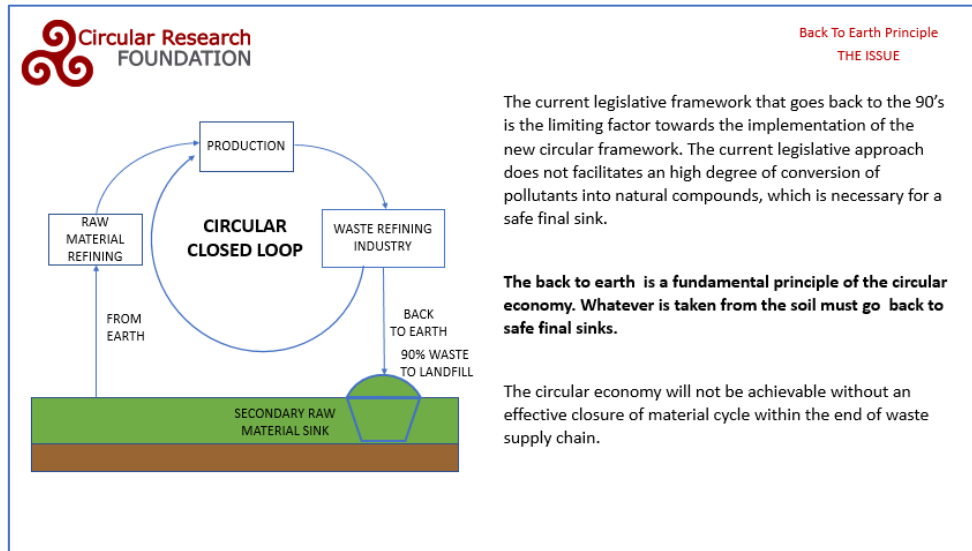 Circular Research
FOUNDATION
Back To Earth Principle
THE ISSUE
PRODUCTION
RAW
MATERIAL
REFINING
CIRCULAR
CLOSED LOOP
WASTE REFINING
INDUSTRY
FROM
EARTH
BACK
TO EARTH
90% WASTE
TO LANDFILL
SECONDARY RAW
MATERIAL SINK
The current legislative framework that goes back to the 90’s
is the limiting factor towards the implementation of the
new circular framework. The current legislative approach
does not facilitates an high degree of conversion of
pollutants into natural compounds, which is necessary for a
safe final sink.
The back to earth is a fundamental principle of the circular
economy. Whatever is taken from the soil must go back to
safe final sinks.
The circular economy will not be achievable without an
effective closure of material cycle within the end of waste
supply chain.